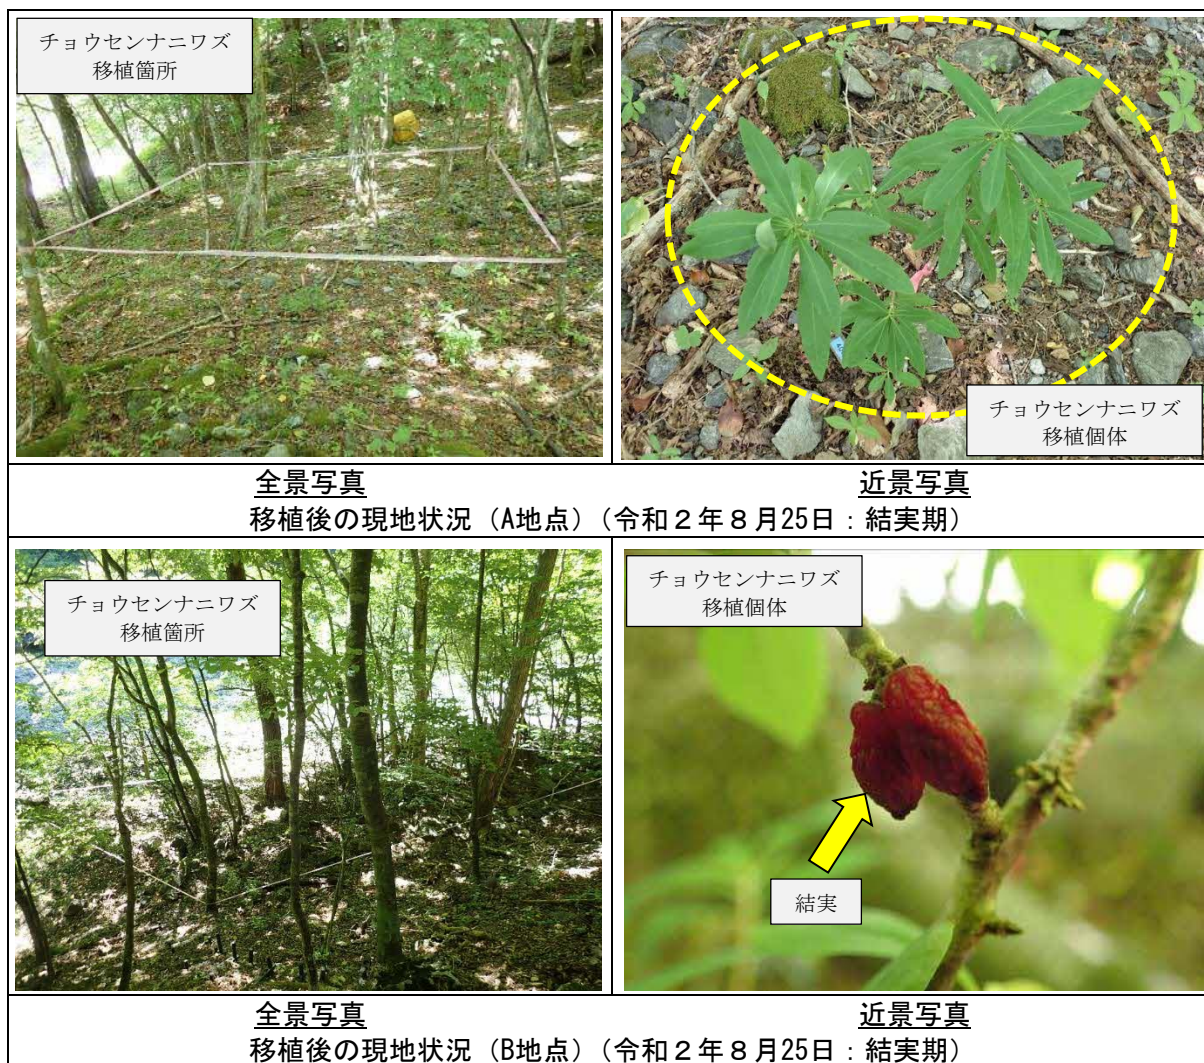 チョウセンナニワズ
移植箇所
チョウセンナニワズ
移植個体
全景写真
近景写真
移植後の現地状況（A地点）（令和２年８月25日：結実期）
チョウセンナニワズ
移植箇所
チョウセンナニワズ
移植個体
結実
全景写真
近景写真
移植後の現地状況（B地点）（令和２年８月25日：結実期）